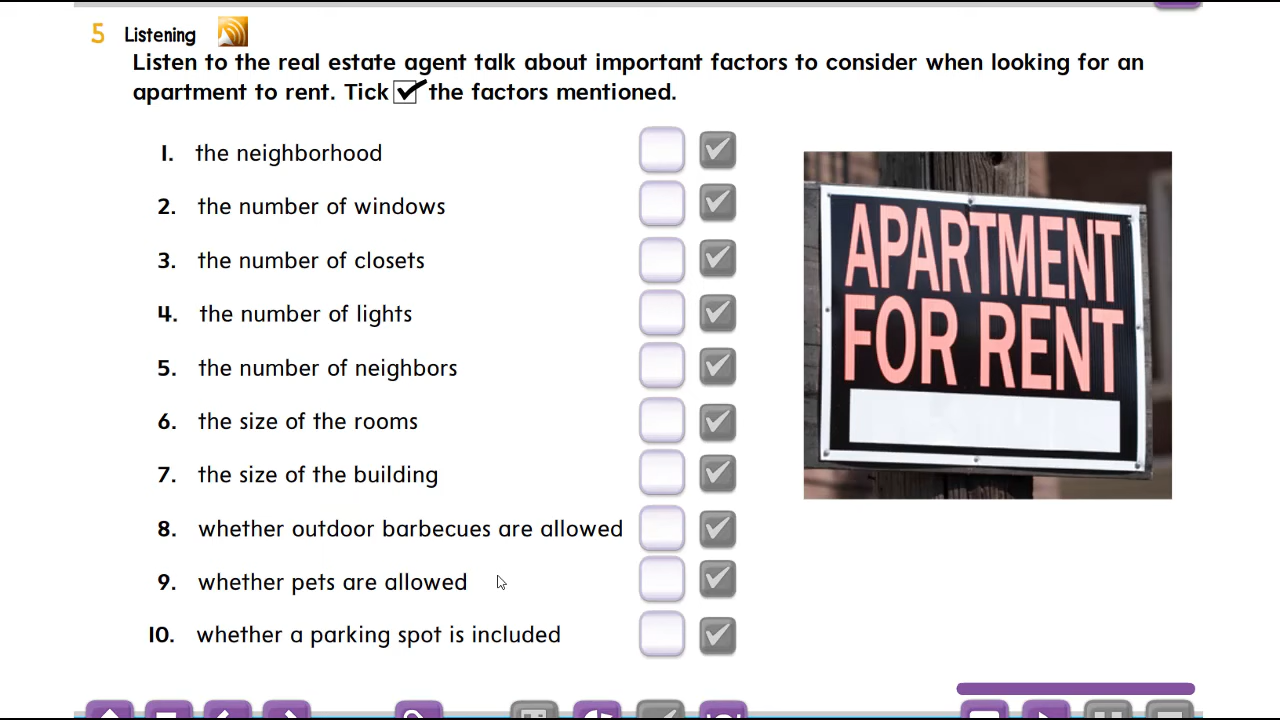 5 Listening
Listen to the real estate agent talk about important factors to consider when looking for an
apartment to rent. Tick the factors mentioned.
1. the neighborhood
2. the number of windows
3. the number of closets
4. the number of lights
5. the number of neighbors
6. the size of the rooms
7. the size of the building
8. whether outdoor barbecues are allowed
9. whether pets are allowed
10. whether a parking spot is included
APARTMENT
FOR RENT